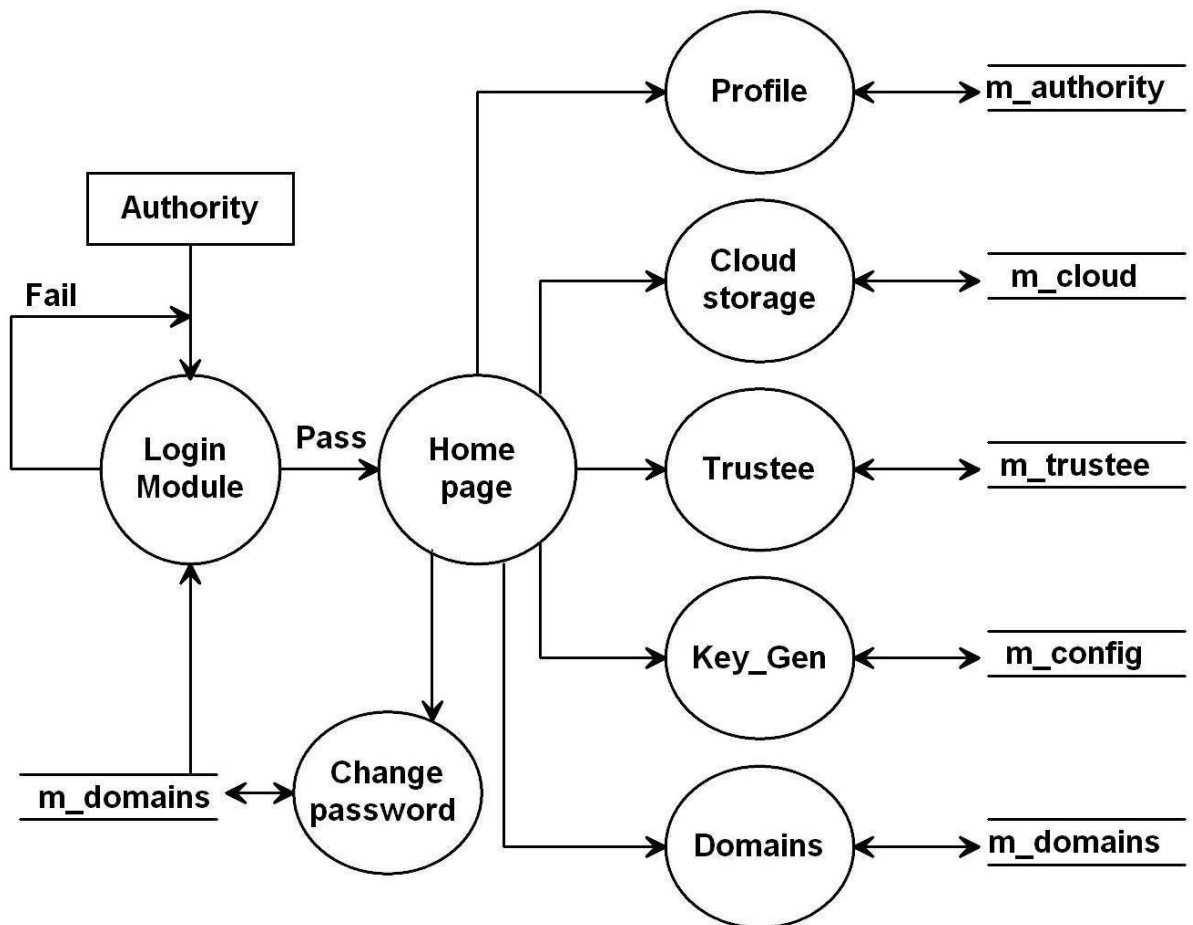 Profile
m_authority
Authority
Cloud
storage
m_cloud
Fail
Login
Module
Pass
Home
page
Trustee
m_trustee
Key_Gen
m_config
m_domains
Change
password
Domains
m_domains